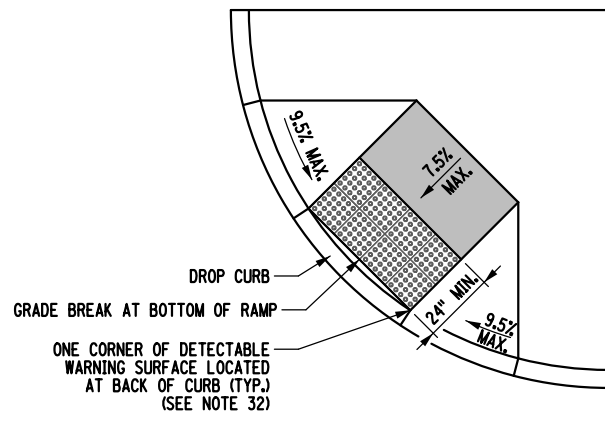 9.5% MAX.
7.5%
MAX.
DROP CURB
GRADE BREAK AT BOTTOM OF RAMP
24" MIN.
9.5%
MAX.
ONE CORNER OF DETECTABLE
WARNING SURFACE LOCATED
AT BACK OF CURB (TYP.)
(SEE NOTE 32)